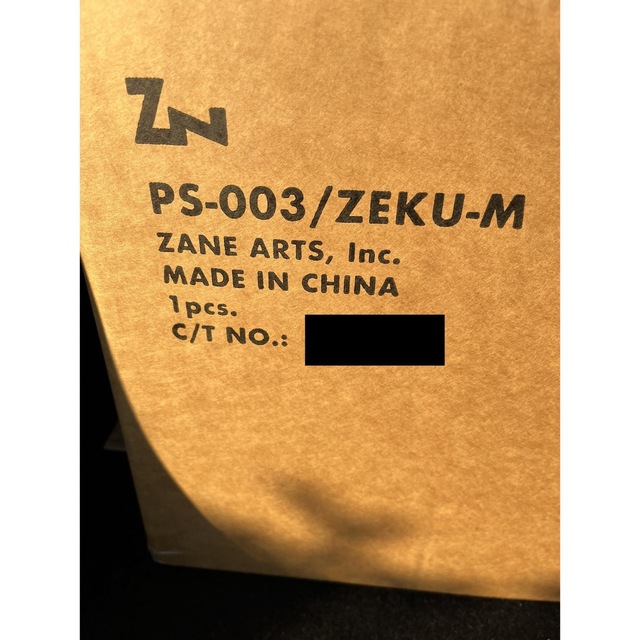 ZN
PS-003/ZEKU-M
ZANE ARTS, Inc.
MADE IN CHINA
1pcs.
C/T NO.: